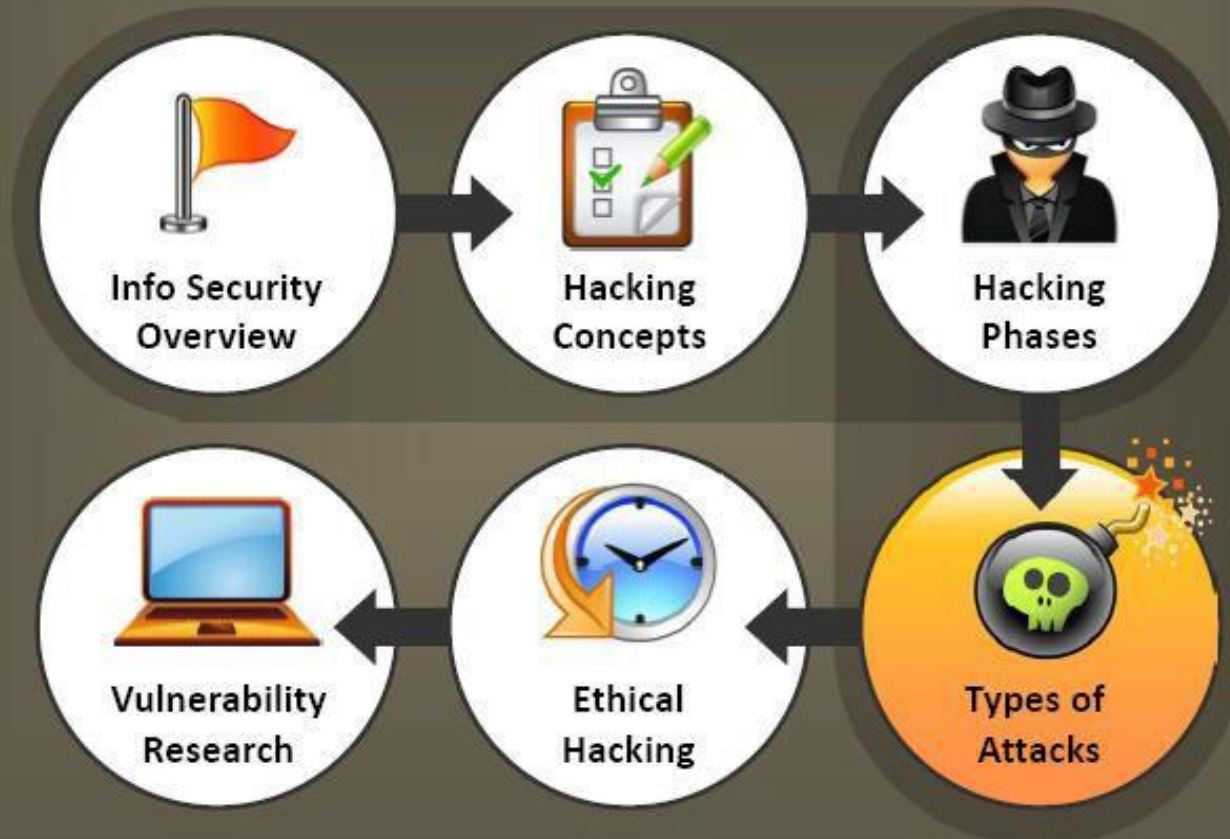 Info Security
Overview
Hacking
Concepts
Hacking
Phases
Types of
Attacks
Ethical
Hacking
Vulnerability
Research